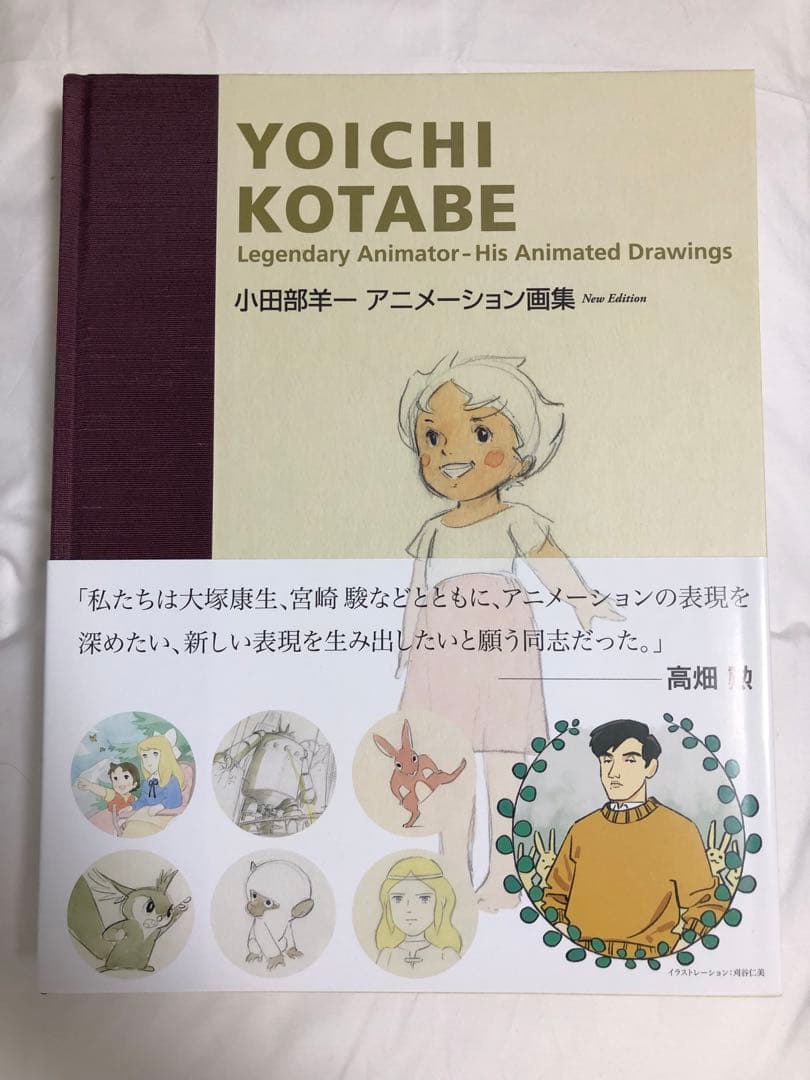 YOICHI
KOTABE
Legendary Animator-His Animated Drawings
小田部羊一 アニメーション画集 New Edition
「私たちは大塚康生、宮崎 駿などとともに、アニメーションの表現を
深めたい、新しい表現を生み出したいと願う同志だった。」
高畑 勲
イラストレーション:刈谷仁美